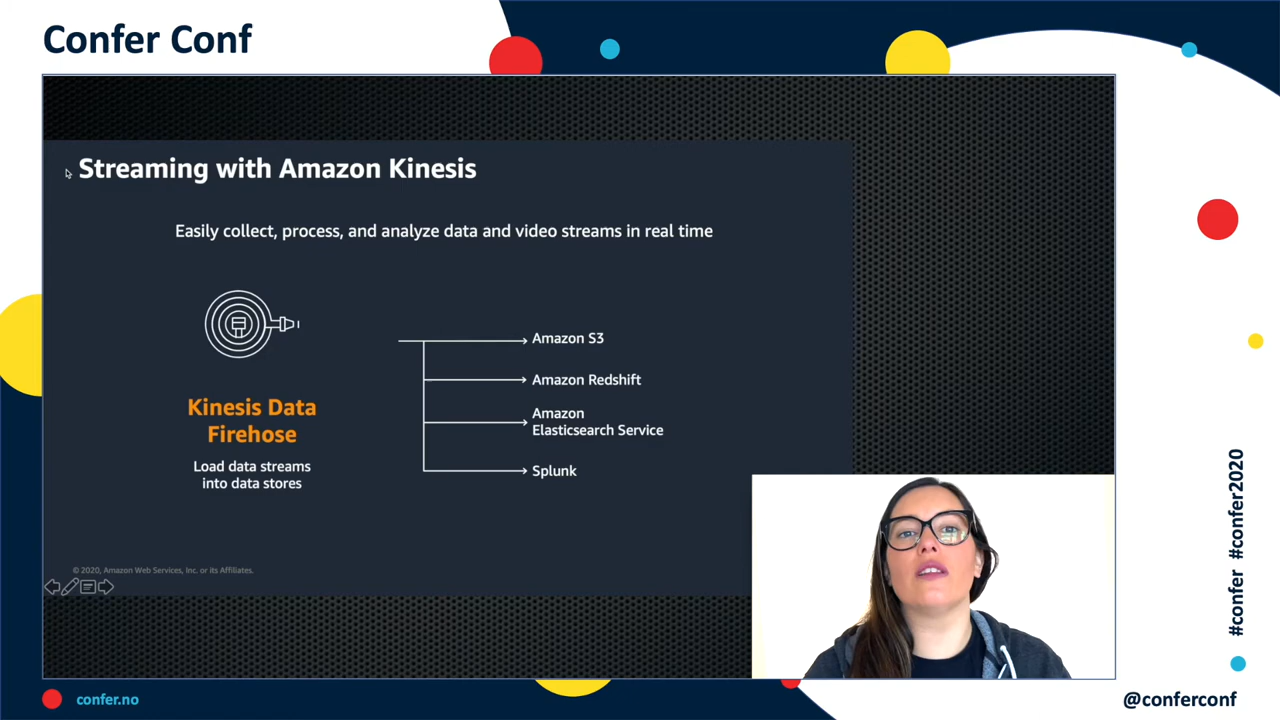 Confer Conf
Streaming with Amazon Kinesis
Easily collect, process, and analyze data and video streams in real time
Kinesis Data
Firehose
Load data streams
into data stores
Amazon S3
Amazon Redshift
Amazon
Elasticsearch Service
Splunk
© 2020, Amazon Web Services, Inc. or its Affiliates.
#confer #confer2020
confer.no
@conferconf